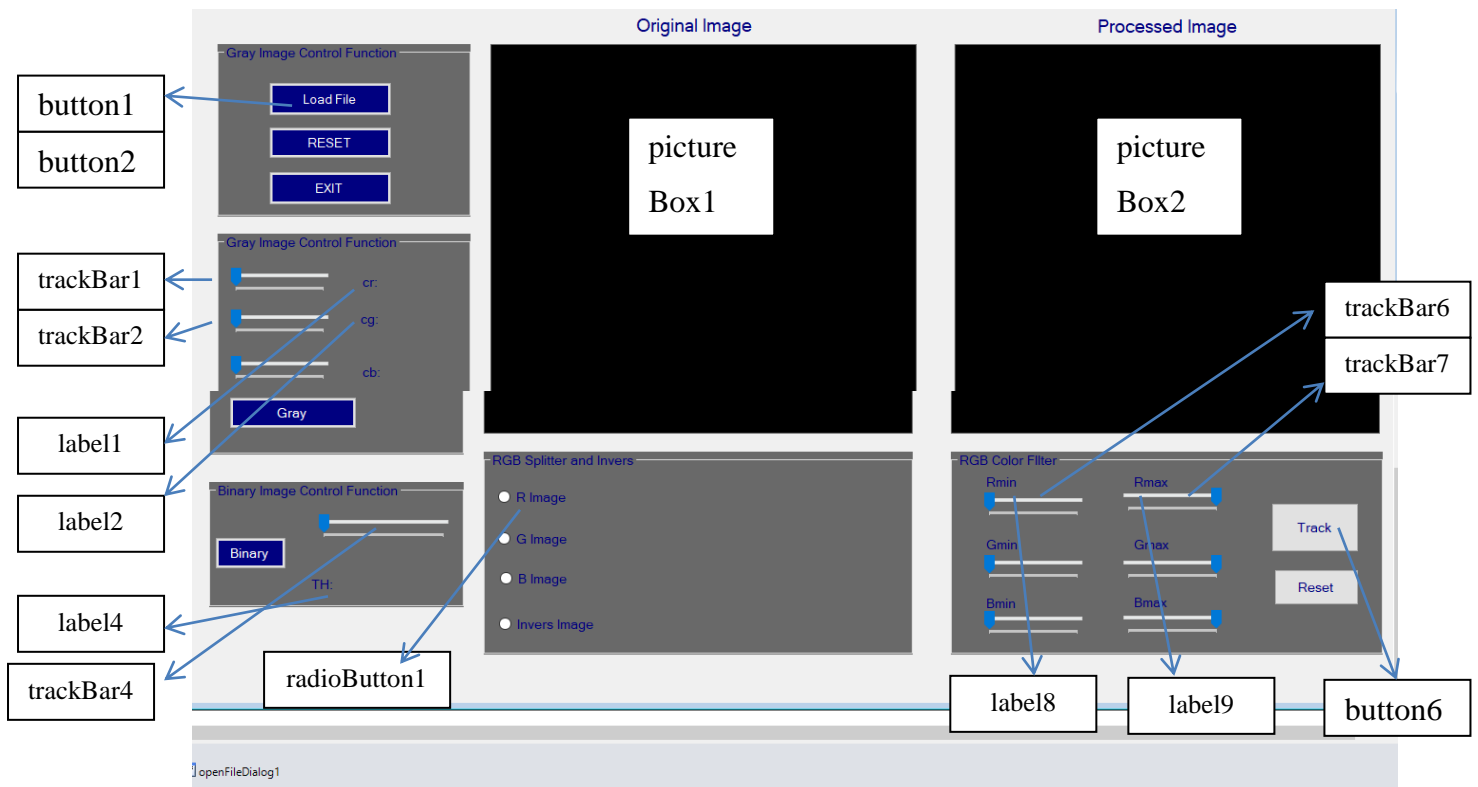 Original Image
Processed Image
Gray Image Control Function
Load File
RESET
EXIT
button1
button2
picture
Box1
picture
Box2
Gray Image Control Function
cr:
cg:
cb:
Gray
trackBar1
trackBar2
trackBar6
trackBar7
label1
label2
Binary Image Control Function
Binary
TH:
label4
trackBar4
RGB Splitter and Invers
R Image
G Image
B Image
Invers Image
radioButton1
RGB Color FIlter
Rmin
Rmax
Gmin
Gmax
Bmin
Bmax
Track
Reset
label8
label9
button6
openFileDialog1